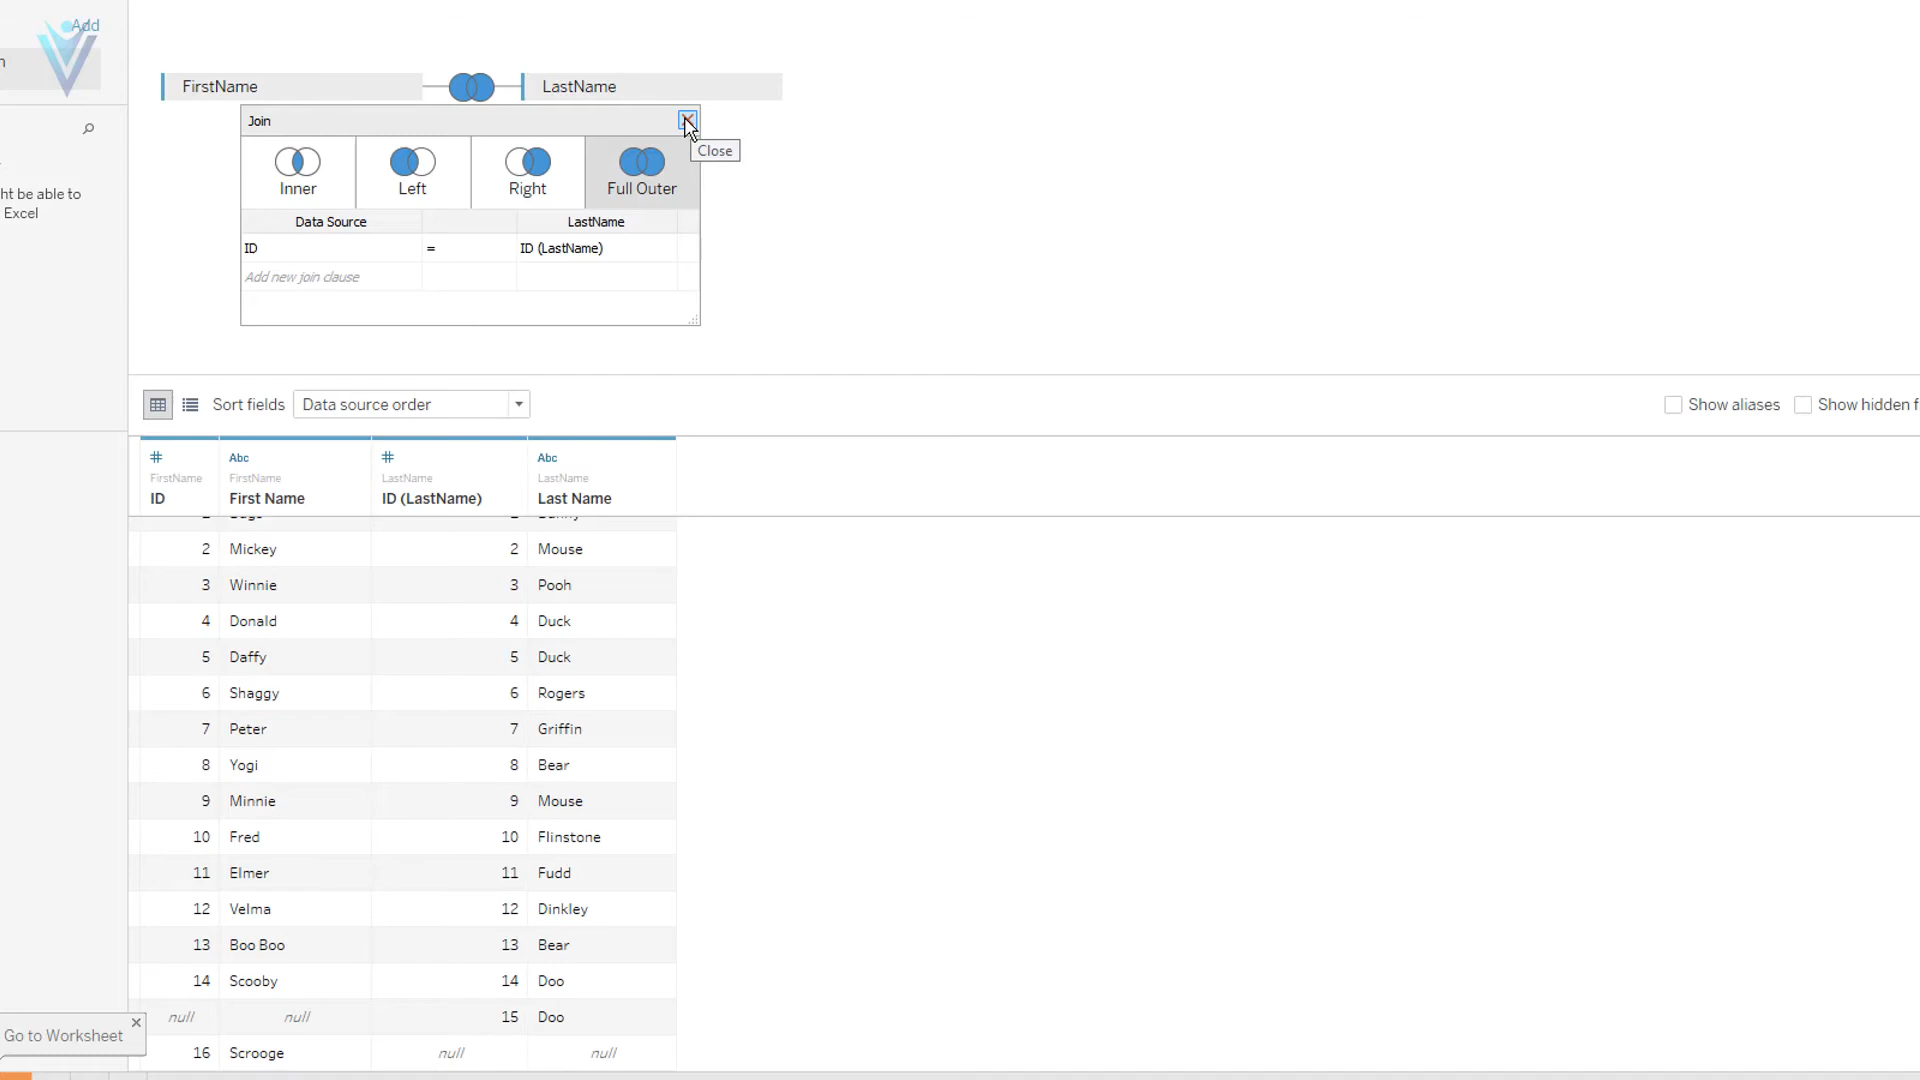 Add
n
FirstName
LastName
Join
Close
Inner
Left
Right
Full Outer
Data Source
LastName
ID
=
ID (LastName)
Add new join clause
ht be able to
Excel
Sort fields
Data source order
Show aliases
Show hidden f
#
Abc
#
Abc
FirstName
FirstName
LastName
LastName
ID
First Name
ID (LastName)
Last Name
2 Mickey 2 Mouse
3 Winnie 3 Pooh
4 Donald 4 Duck
5 Daffy 5 Duck
6 Shaggy 6 Rogers
7 Peter 7 Griffin
8 Yogi 8 Bear
9 Minnie 9 Mouse
10 Fred 10 Flinstone
11 Elmer 11 Fudd
12 Velma 12 Dinkley
13 Boo Boo 13 Bear
14 Scooby 14 Doo
null null 15 Doo
16 Scrooge null null
Go to Worksheet